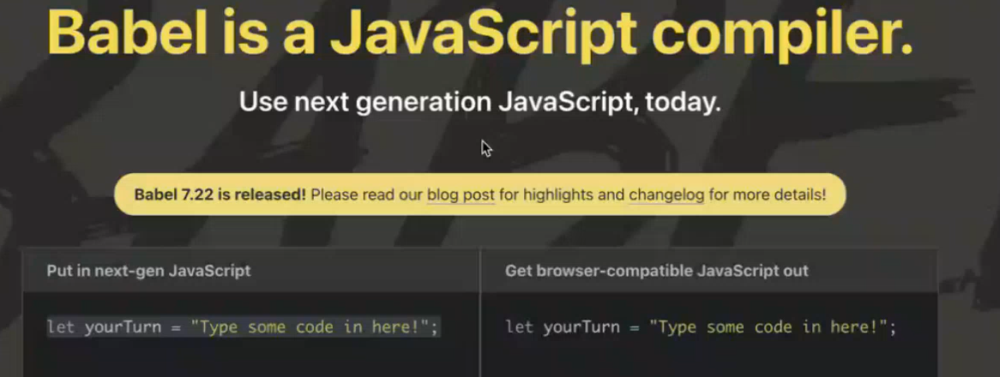 Babel is a JavaScript compiler.
Use next generation JavaScript, today.
Babel 7.22 is released! Please read our blog post for highlights and changelog for more details!
Put in next-gen JavaScript
Get browser-compatible JavaScript out
let yourTurn = "Type some code in here!";
let yourTurn = "Type some code in here!";